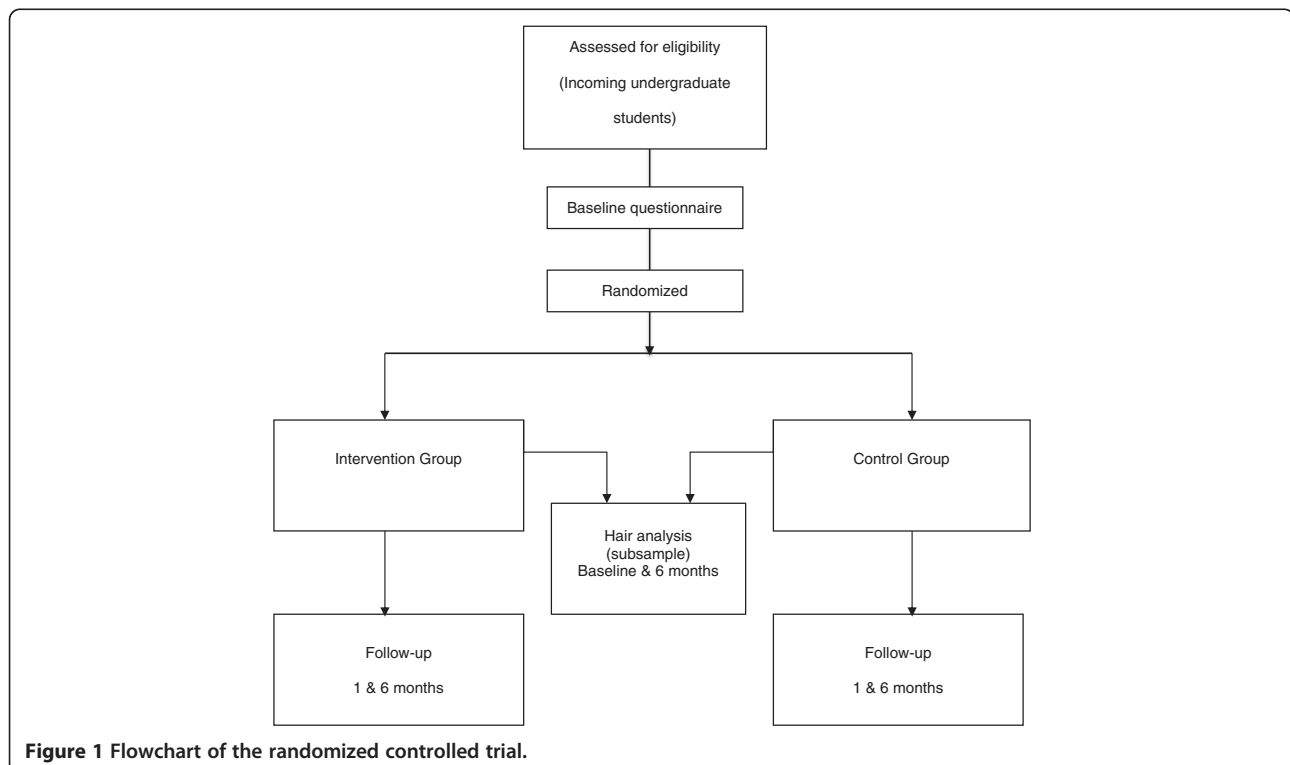 Assessed for eligibility
(Incoming undergraduate
students)
Baseline questionnaire
Randomized
Intervention Group
Control Group
Hair analysis
(subsample)
Baseline & 6 months
Follow-up
1 & 6 months
Follow-up
1 & 6 months
Figure 1 Flowchart of the randomized controlled trial.